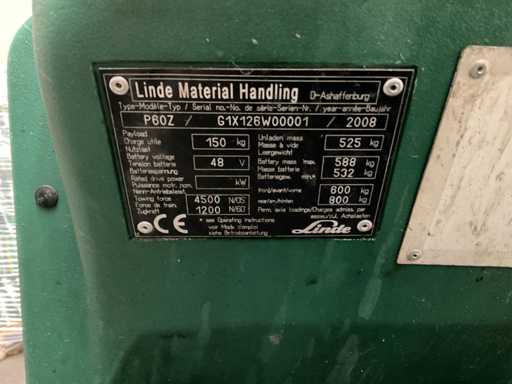 Linde Material Handling D-Ashaffenburg
Type-Modèle-Typ / Serial no.-No. de série-Serien-Nr. / year-année-Baujahr
P60Z / G1X126W00001 / 2008
Payload
Charge utile 150 kg
Nutzlast
Unladen mass
Masse à vide 525 kg
Leergewicht
Battery voltage
Tension batterie 48 V
Batteriespannung
Battery mass max. 588 kg
Masse batterie
Batteriegew. min. 532 kg
Rated drive power
Puissance motr. nom. kW
Nenn-Antriebsleist.
front/avant/vorne 600 kg
rear/arr/hinten 800 kg
Towing force 4500 N/05'
Force de train.
Zugkraft 1200 N/60'
Perm. axle loadings/Charges admiss. par essieu/zul. Achslasten
CE
* see Operating instructions
voir Mode d'emploi
siehe Betriebsanleitung
Linde